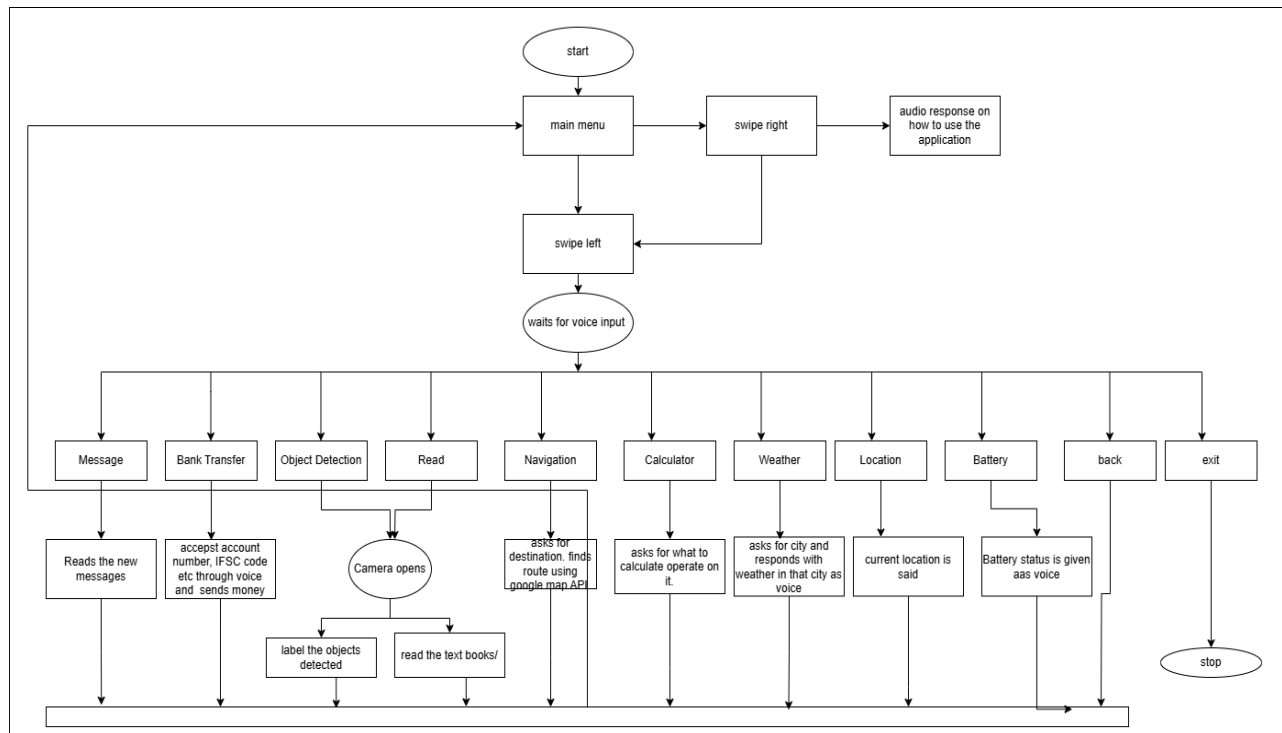 start
main menu
swipe right
audio response on
how to use the
application
swipe left
waits for voice input
Message
Bank Transfer
Object Detection
Read
Navigation
Calculator
Weather
Location
Battery
back
exit
Reads the new
messages
accepst account
number, IFSC code
etc through voice
and sends money
Camera opens
asks for
destination. finds
route using
google map API
asks for what to
calculate operate on
it.
asks for city and
responds with
weather in that city as
voice
current location is
said
Battery status is given
aas voice
label the objects
detected
read the text books/
stop